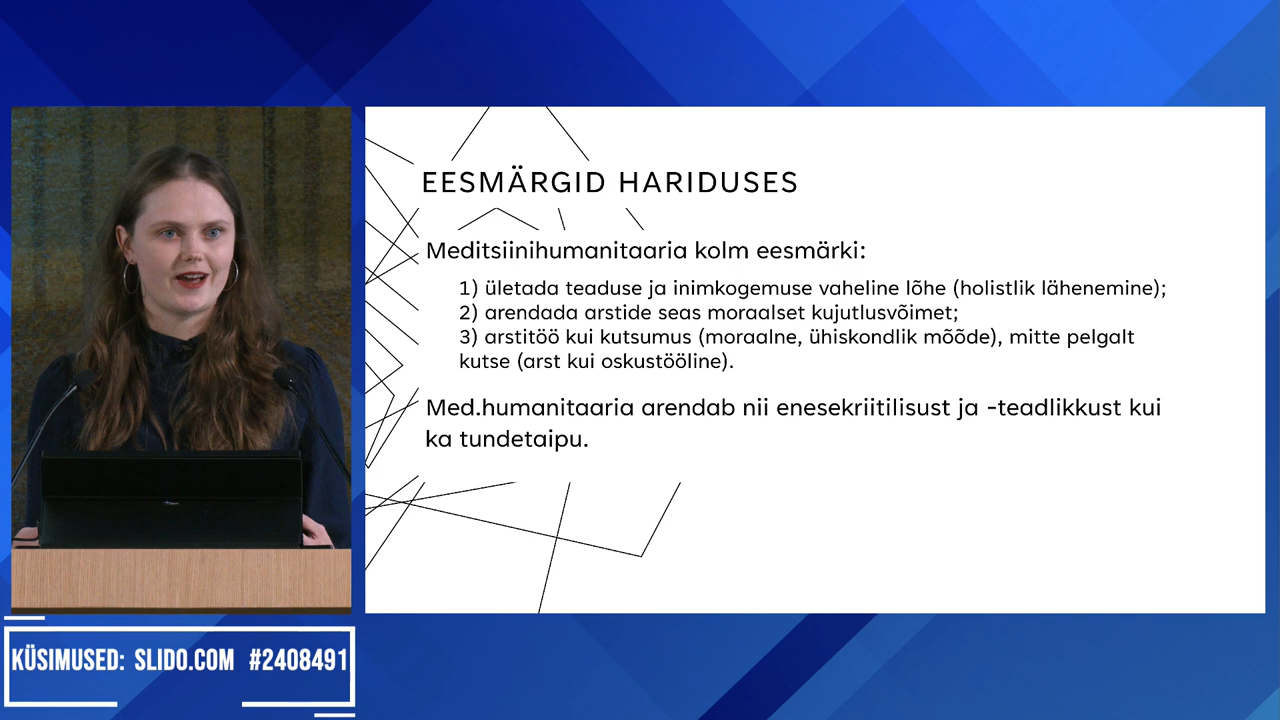 EESMÄRGID HARIDUSES
Meditsiinihumanitaaria kolm eesmärki:
1) ületada teaduse ja inimkogemuse vaheline lõhe (holistlik lähenemine);
2) arendada arstide seas moraalset kujutlusvõimet;
3) arstitöö kui kutsumus (moraalne, ühiskondlik mõõde), mitte pelgalt
kutse (arst kui oskustööline).
Med.humanitaaria arendab nii enesekriitilisust ja -teadlikkust kui
ka tundetaipu.
KÜSIMUSED: SLIDO.COM #2408491